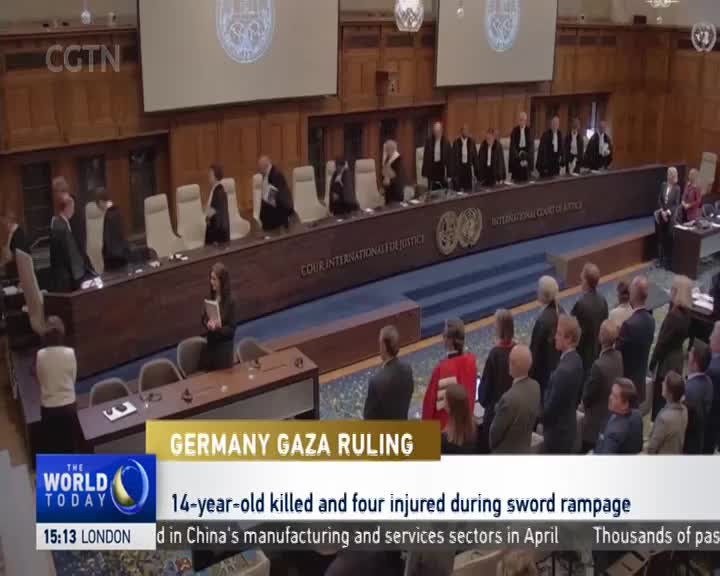 CGTN
COUR INTERNATIONALE DE JUSTICE
INTERNATIONAL COURT OF JUSTICE
GERMANY GAZA RULING
THE
WORLD
TODAY
14-year-old killed and four injured during sword rampage
15:13 LONDON
d in China's manufacturing and services sectors in April
Thousands of pas